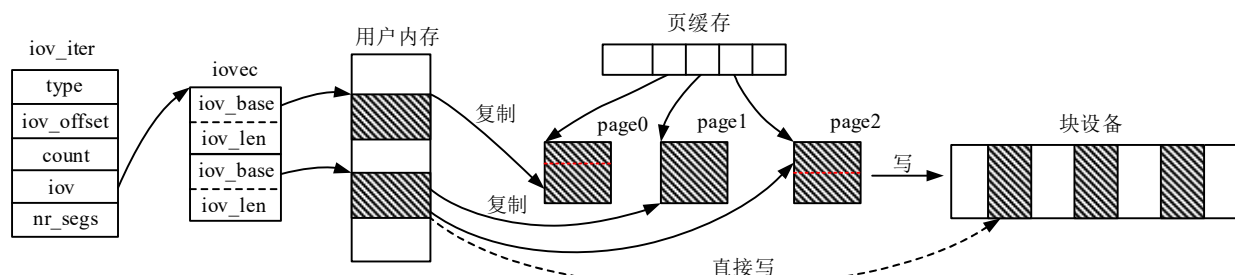 iov_iter
type
iov_offset
count
iov
nr_segs
iovec
iov_base
iov_len
iov_base
iov_len
用户内存
页缓存
复制
复制
page0
page1
page2
写
块设备
直接写